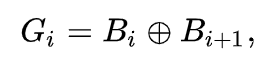 G_i = B_i ⊕ B_{i+1},